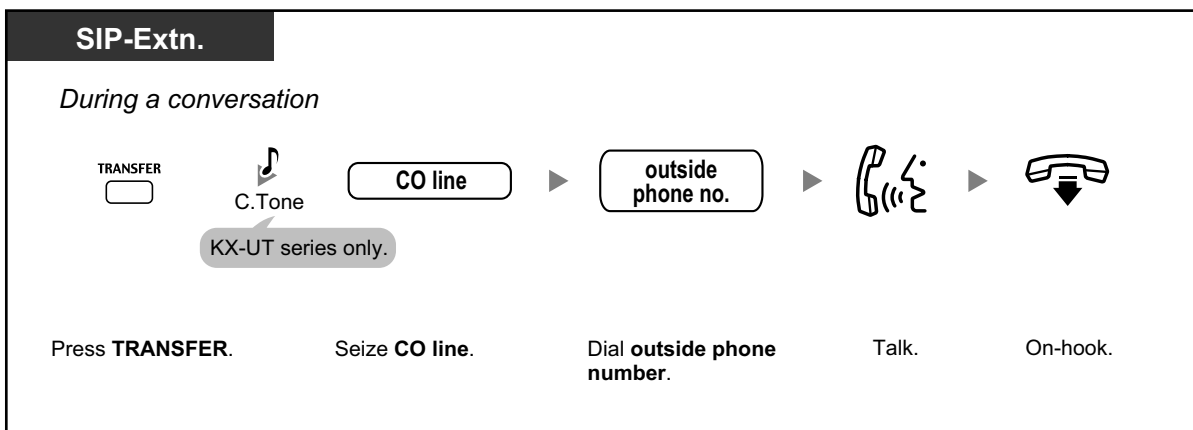 SIP-Extn.
During a conversation
TRANSFER
C.Tone
KX-UT series only.
CO line
outside
phone no.
Press TRANSFER.
Seize CO line.
Dial outside phone
number.
Talk.
On-hook.